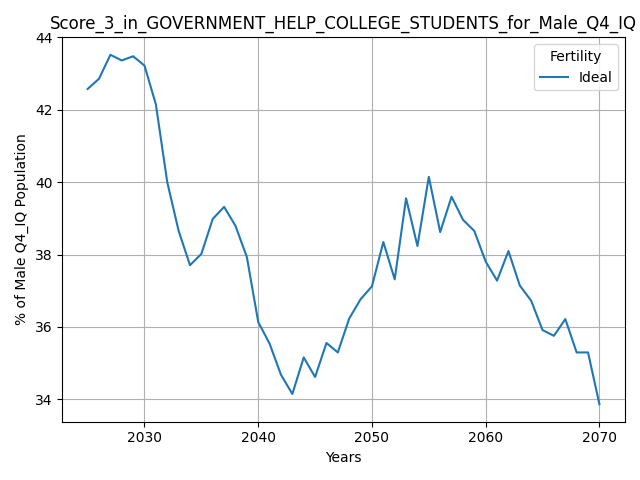 Score_3_in_GOVERNMENT_HELP_COLLEGE_STUDENTS_for_Male_Q4_IQ
44
42
40
38
36
34
% of Male Q4_IQ Population
Fertility
Ideal
2030 2040 2050 2060 2070
Years